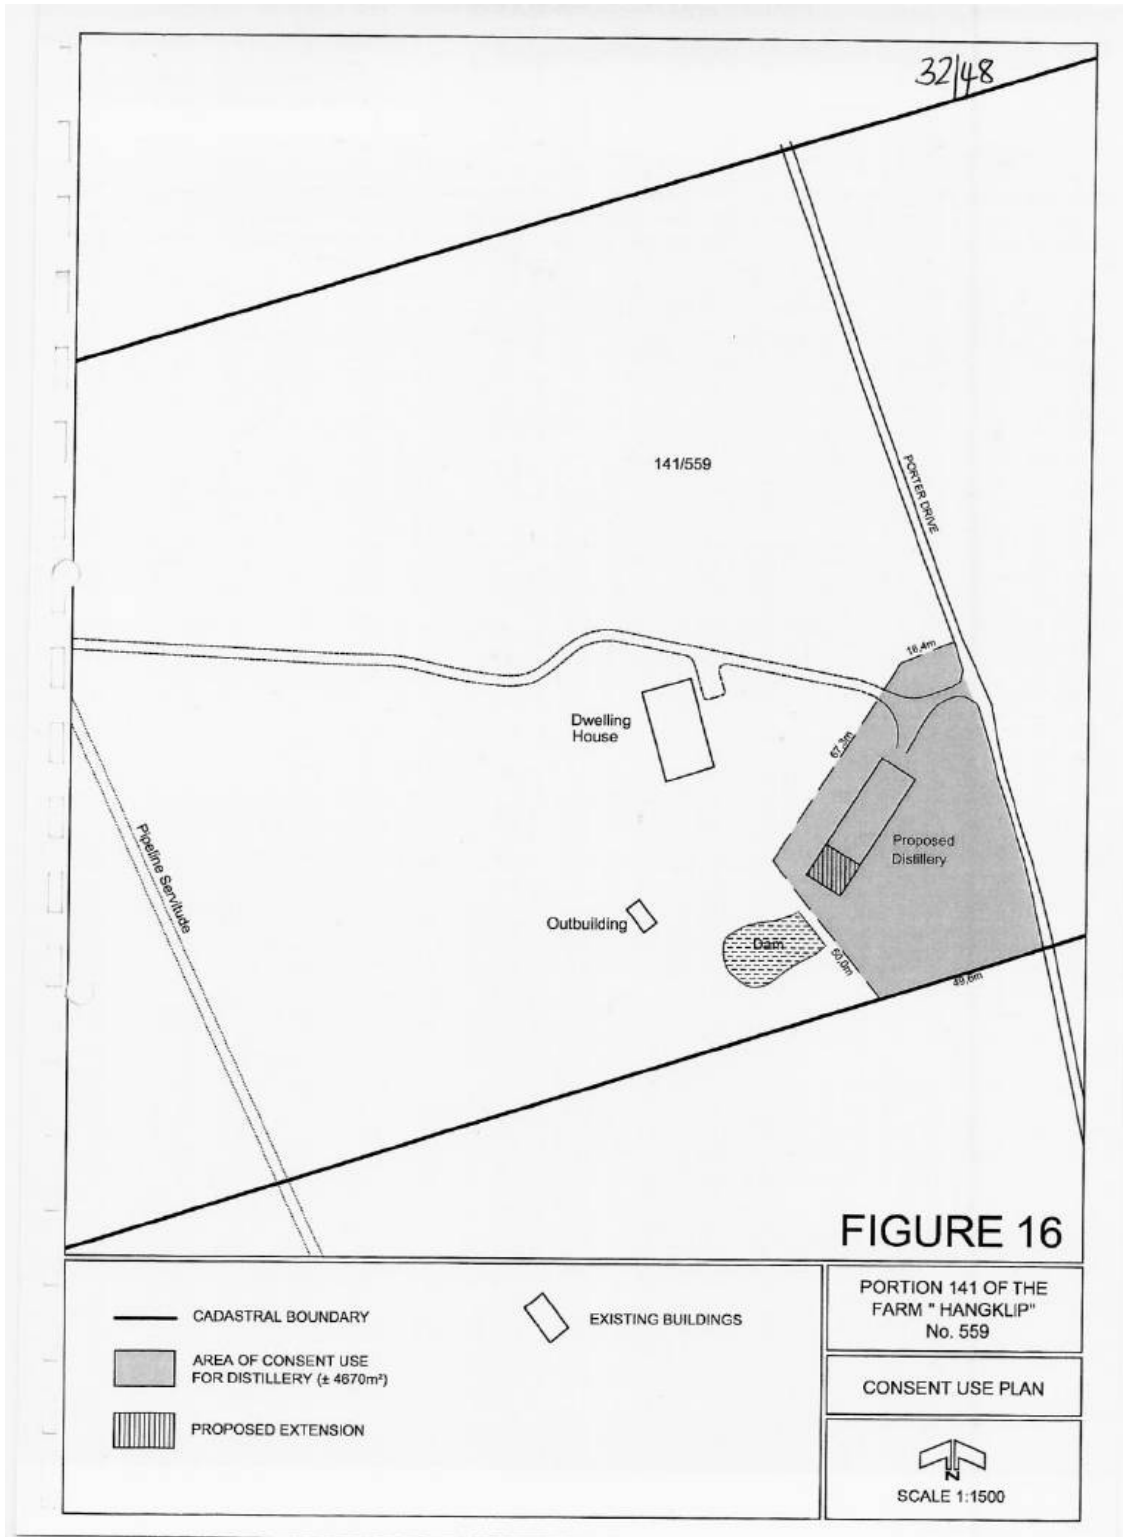 32/48
141/559
PORTER DRIVE
16,4m
Dwelling
House
67,3m
Pipeline Servitude
Proposed
Distillery
Outbuilding
Dam
60,0m
49,6m
FIGURE 16
CADASTRAL BOUNDARY
AREA OF CONSENT USE
FOR DISTILLERY (± 4670m²)
PROPOSED EXTENSION
EXISTING BUILDINGS
PORTION 141 OF THE
FARM " HANGKLIP"
No. 559
CONSENT USE PLAN
N
SCALE 1:1500